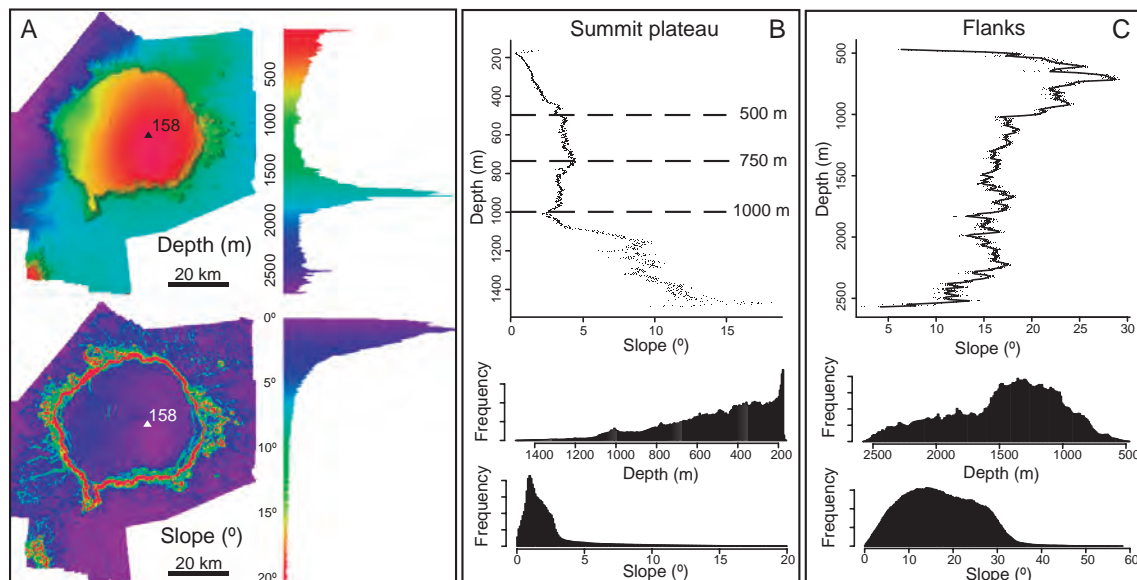 A
158
Depth (m)
20 km
500
1000
1500
2000
2500
158
Slope (º)
20 km
0º
5º
10º
15º
20º
Summit plateau
B
Depth (m)
200
400
600
800
1000
1200
1400
500 m
750 m
1000 m
0 5 10 15
Slope (º)
Frequency
1400 1200 1000 800 600 400 200
Depth (m)
Frequency
0 5 10 15 20
Slope (º)
Flanks
C
Depth (m)
500
1000
1500
2000
2500
5 10 15 20 25 30
Slope (º)
Frequency
2500 2000 1500 1000 500
Depth (m)
Frequency
0 10 20 30 40 50 60
Slope (º)